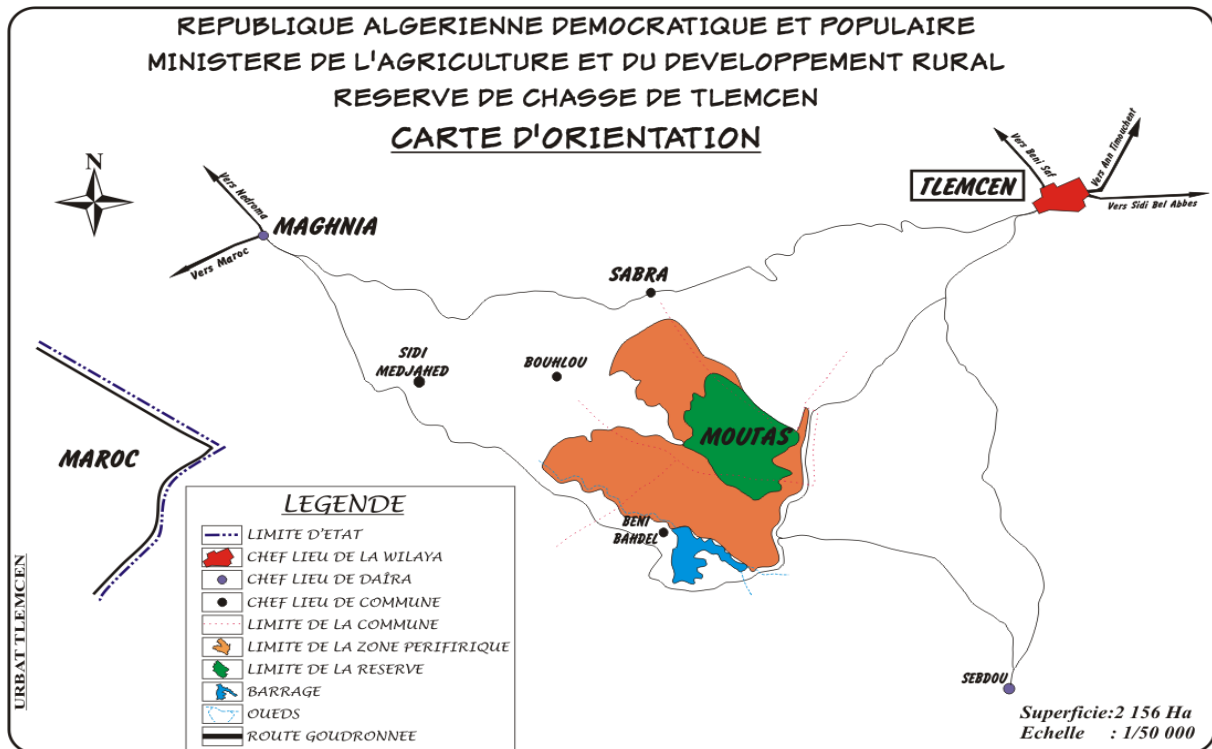 REPUBLIQUE ALGERIENNE DEMOCRATIQUE ET POPULAIRE
MINISTERE DE L'AGRICULTURE ET DU DEVELOPPEMENT RURAL
RESERVE DE CHASSE DE TLEMCEN
CARTE D'ORIENTATION
N
Vers Nedroma
MAGHNIA
Vers Maroc
Vers Beni Saf
Vers Ann Timouchent
TLEMCEN
Vers Sidi Bel Abbes
SABRA
SIDI
MEDJAHED
BOUHLOU
MOUTAS
MAROC
BENI
BAHDEL
SEBDOU
LEGENDE
LIMITE D'ETAT
CHEF LIEU DE LA WILAYA
CHEF LIEU DE DAÎRA
CHEF LIEU DE COMMUNE
LIMITE DE LA COMMUNE
LIMITE DE LA ZONE PERIFIRIQUE
LIMITE DE LA RESERVE
BARRAGE
OUEDS
ROUTE GOUDRONNEE
URBAT TLEMCEN
Superficie:2 156 Ha
Echelle : 1/50 000